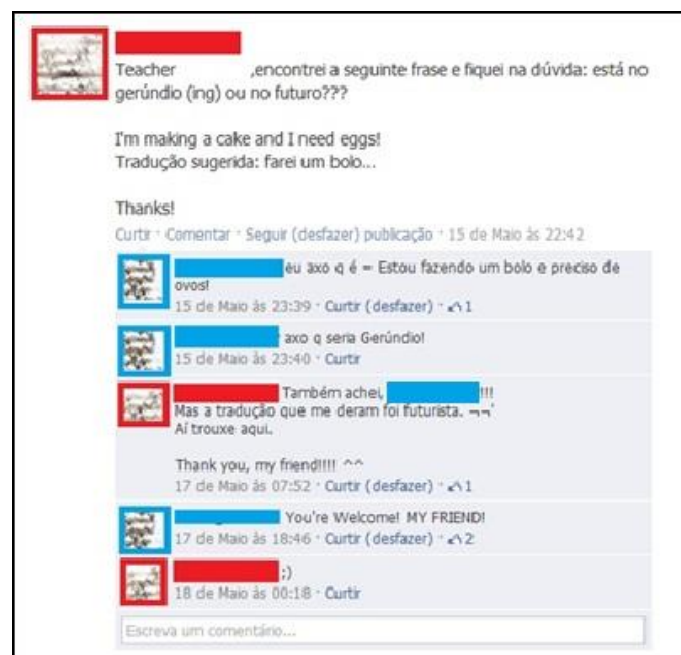 Teacher ,encontrei a seguinte frase e fiquei na dúvida: está no
gerúndio (ing) ou no futuro???
I'm making a cake and I need eggs!
Tradução sugerida: farei um bolo...
Thanks!
Curtir · Comentar · Seguir (desfazer) publicação · 15 de Maio às 22:42
eu axo q é = Estou fazendo um bolo e preciso de
ovos!
15 de Maio às 23:39 · Curtir (desfazer) · 1
axo q seria Gerúndio!
15 de Maio às 23:40 · Curtir
Também achei, !!!
Mas a tradução que me deram foi futurista. ¬¬'
Aí trouxe aqui.
Thank you, my friend!!!! ^^
17 de Maio às 07:52 · Curtir (desfazer) · 1
You're Welcome! MY FRIEND!
17 de Maio às 18:46 · Curtir (desfazer) · 2
;)
18 de Maio às 00:18 · Curtir
Escreva um comentário...